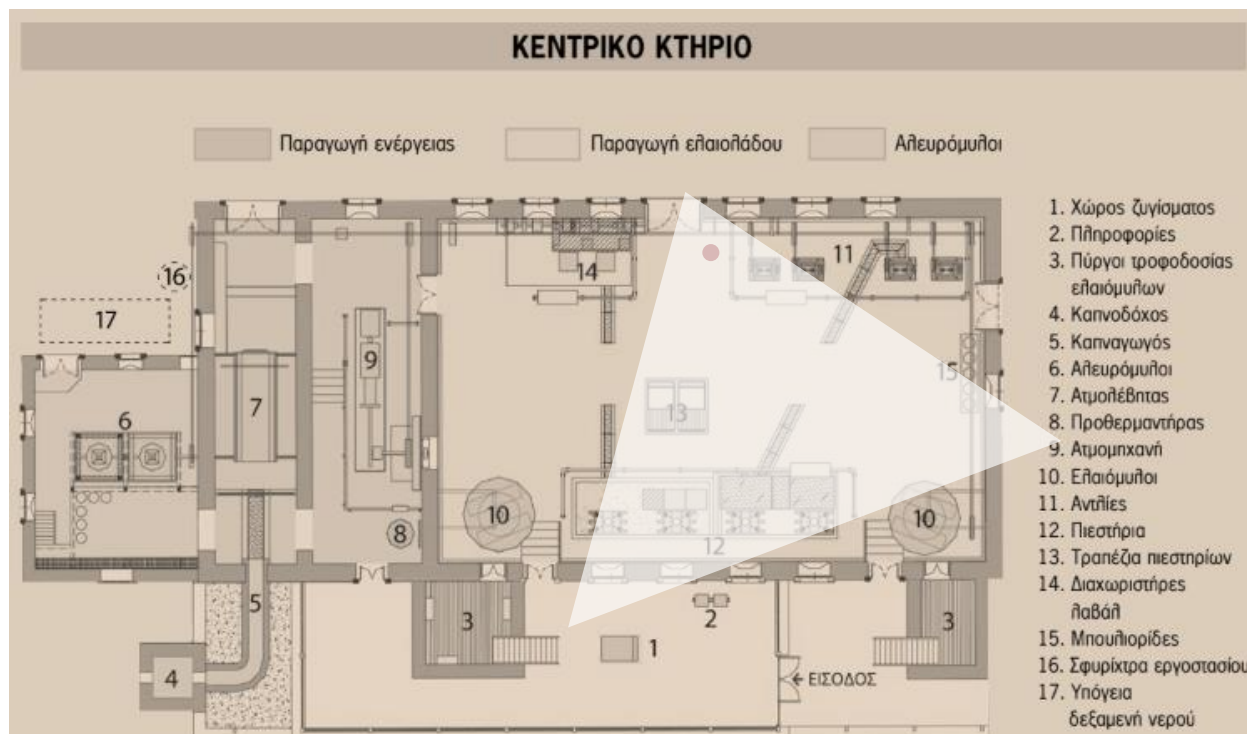 ΚΕΝΤΡΙΚΟ ΚΤΗΡΙΟ
Παραγωγή ενέργειας
Παραγωγή ελαιολάδου
Αλευρόμυλοι
16
17
14
11
9
7
6
13
15
10
10
8
12
5
3
2
3
1
4
← ΕΙΣΟΔΟΣ
1. Χώρος ζυγίσματος
2. Πληροφορίες
3. Πύργοι τροφοδοσίας
ελαιόμυλων
4. Καπνοδόχος
5. Καπναγωγός
6. Αλευρόμυλοι
7. Ατμολέβητας
8. Προθερμαντήρας
9. Ατμομηχανή
10. Ελαιόμυλοι
11. Αντλίες
12. Πιεστήρια
13. Τραπέζια πιεστηρίων
14. Διαχωριστήρες
λαβάλ
15. Μπουλιορίδες
16. Σφυρίχτρα εργοστασίου
17. Υπόγεια
δεξαμενή νερού